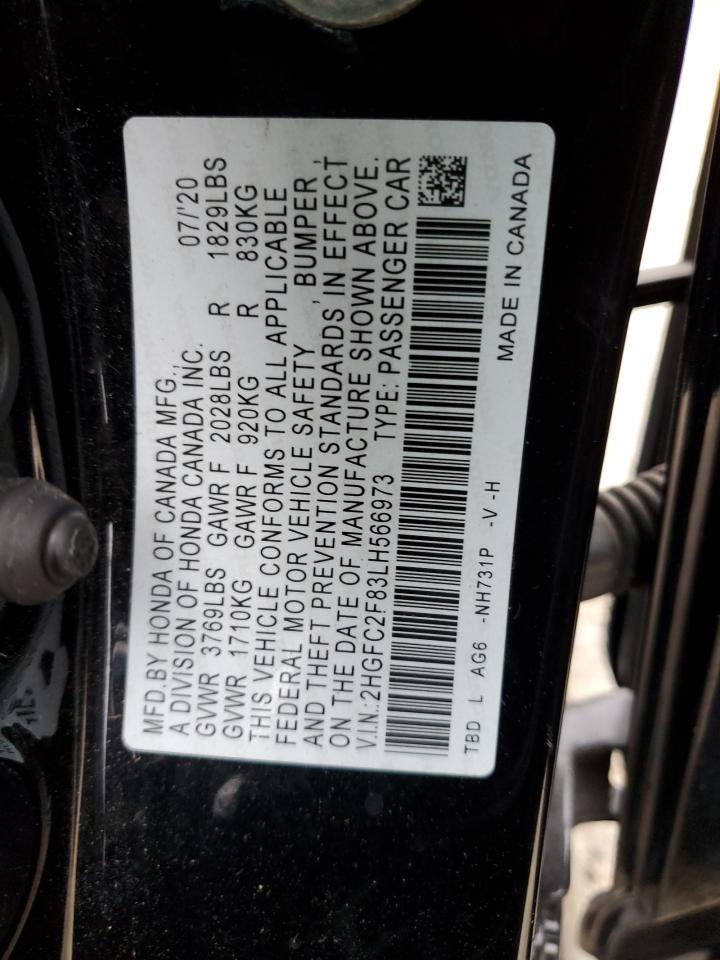 MFD.BY HONDA OF CANADA MFG.,
A DIVISION OF HONDA CANADA INC. 07/'20
GVWR 3769LBS GAWR F 2028LBS R 1829LBS
GVWR 1710KG GAWR F 920KG R 830KG
THIS VEHICLE CONFORMS TO ALL APPLICABLE
FEDERAL MOTOR VEHICLE SAFETY , BUMPER ,
AND THEFT PREVENTION STANDARDS IN EFFECT
ON THE DATE OF MANUFACTURE SHOWN ABOVE.
V.I.N.:2HGFC2F83LH566973 TYPE: PASSENGER CAR
TBD L AG6 -NH731P -V -H
MADE IN CANADA